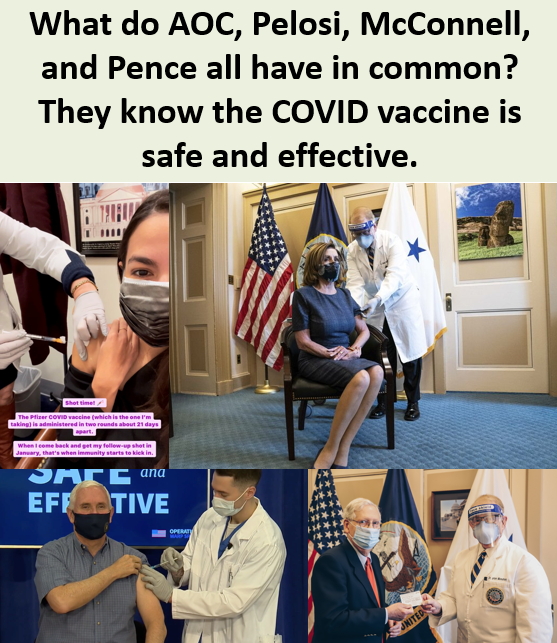 What do AOC, Pelosi, McConnell,
and Pence all have in common?
They know the COVID vaccine is
safe and effective.
Shot time!
The Pfizer COVID vaccine (which is the one I'm
taking) is administered in two rounds about 21 days
apart.
When I come back and get my follow-up shot in
January, that's when immunity starts to kick in.
SAFE and
EFFECTIVE
UNITED